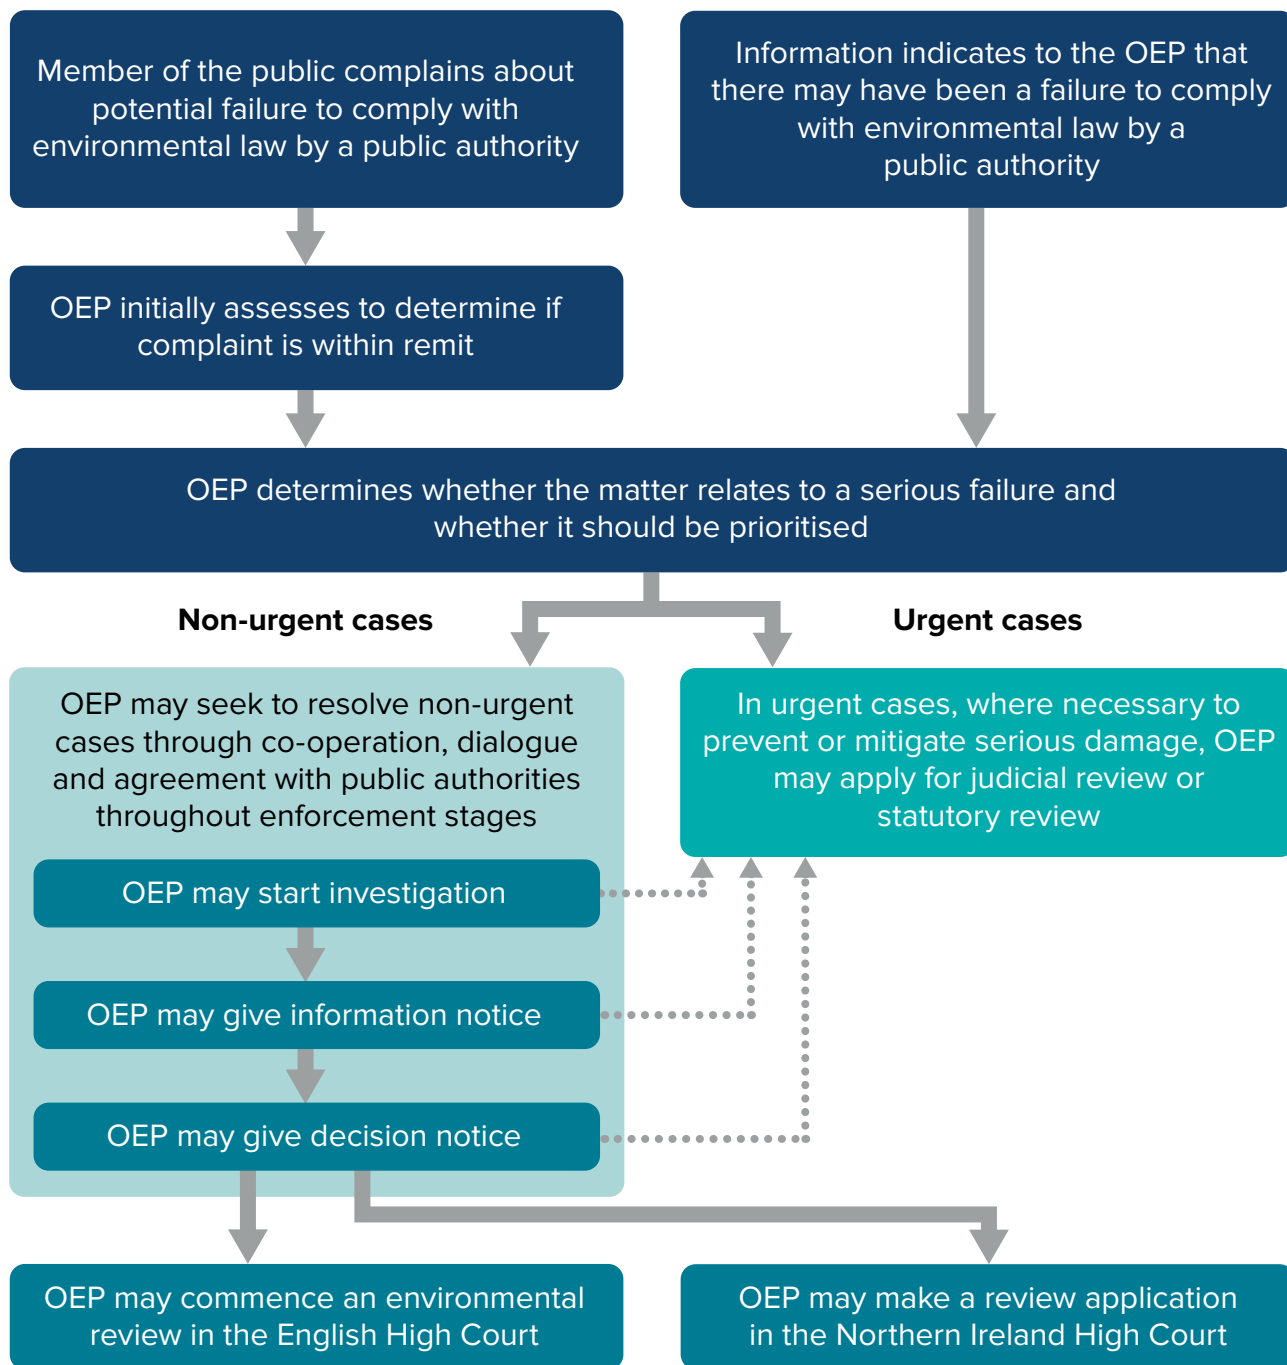 Member of the public complains about
potential failure to comply with
environmental law by a public authority
Information indicates to the OEP that
there may have been a failure to comply
with environmental law by a
public authority
OEP initially assesses to determine if
complaint is within remit
OEP determines whether the matter relates to a serious failure and
whether it should be prioritised
Non-urgent cases
Urgent cases
OEP may seek to resolve non-urgent
cases through co-operation, dialogue
and agreement with public authorities
throughout enforcement stages
In urgent cases, where necessary to
prevent or mitigate serious damage, OEP
may apply for judicial review or
statutory review
OEP may start investigation
OEP may give information notice
OEP may give decision notice
OEP may commence an environmental
review in the English High Court
OEP may make a review application
in the Northern Ireland High Court